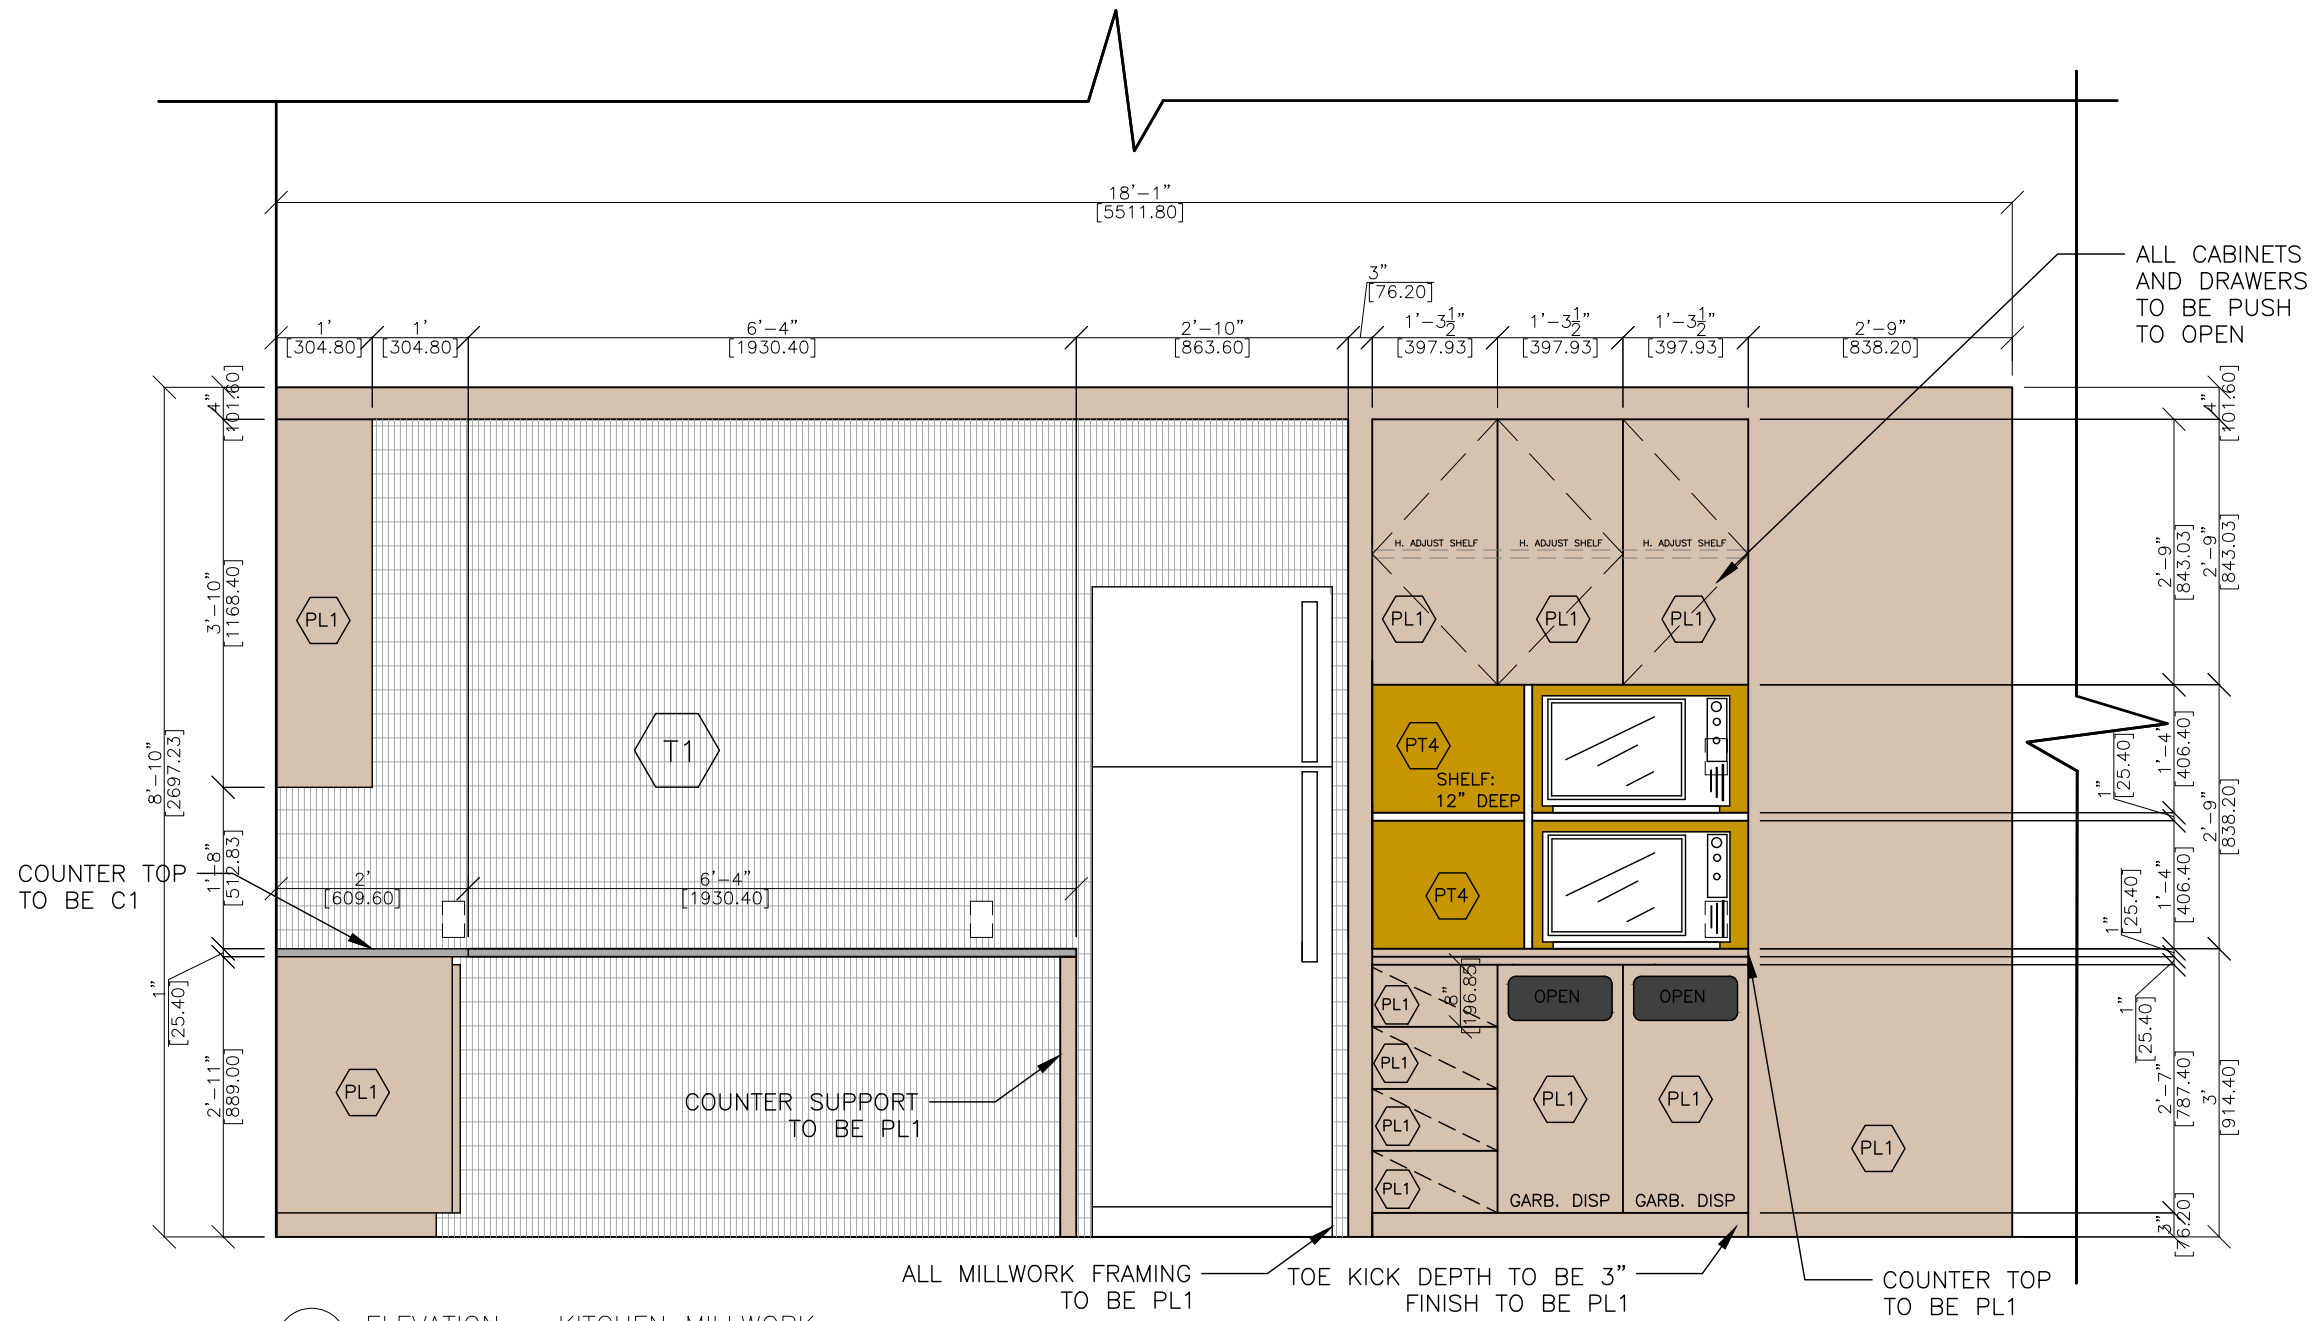 18'-1"
[5511.80]
3"
[76.20]
1'
[304.80]
1'
[304.80]
6'-4"
[1930.40]
2'-10"
[863.60]
1'-3 1/2"
[397.93]
1'-3 1/2"
[397.93]
1'-3 1/2"
[397.93]
2'-9"
[838.20]
ALL CABINETS
AND DRAWERS
TO BE PUSH
TO OPEN
4"
[101.60]
3'-10"
[1168.40]
8'-10"
[2697.23]
1'-8"
[512.83]
1"
[25.40]
2'-11"
[889.00]
COUNTER TOP
TO BE C1
PL1
T1
2'
[609.60]
6'-4"
[1930.40]
PL1
COUNTER SUPPORT
TO BE PL1
H. ADJUST SHELF
H. ADJUST SHELF
H. ADJUST SHELF
PL1
PL1
PL1
PT4
SHELF:
12" DEEP
PT4
8"
[196.85]
PL1
PL1
PL1
PL1
OPEN
OPEN
PL1
PL1
GARB. DISP
GARB. DISP
PL1
4"
[101.60]
2'-9"
[843.03]
2'-9"
[843.03]
1'-4"
[406.40]
1"
[25.40]
2'-9"
[838.20]
1'-4"
[406.40]
1"
[25.40]
1"
[25.40]
2'-7"
[787.40]
3'
[914.40]
3"
[76.20]
ALL MILLWORK FRAMING
TO BE PL1
TOE KICK DEPTH TO BE 3"
FINISH TO BE PL1
COUNTER TOP
TO BE PL1
ELEVATION - KITCHEN MILLWORK